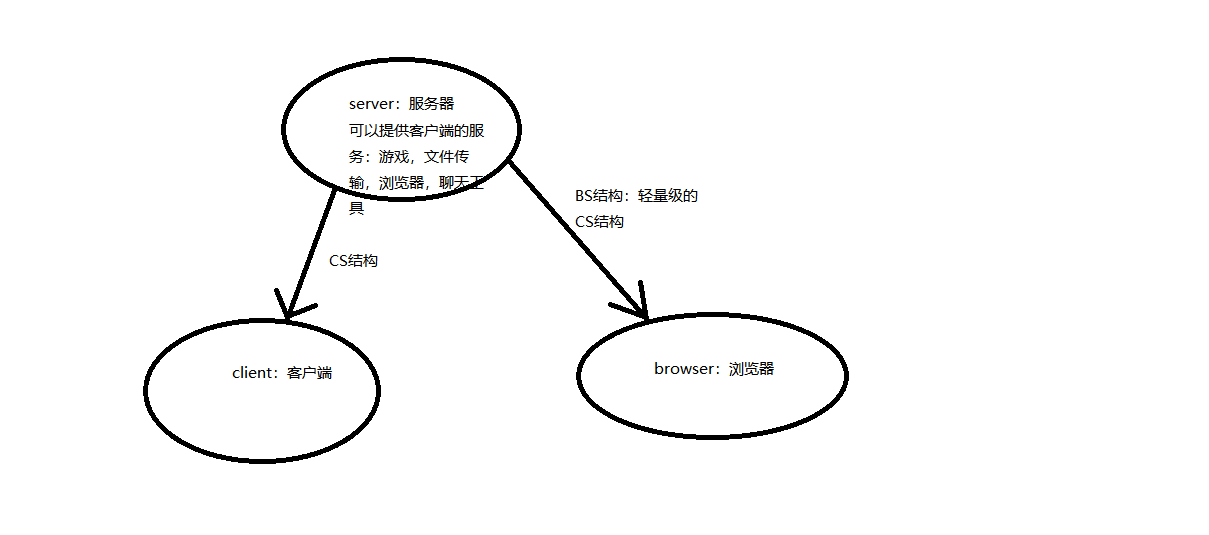 server：服务器
可以提供客户端的服
务：游戏，文件传
输，浏览器，聊天工
具
BS结构：轻量级的
CS结构
CS结构
client：客户端
browser：浏览器